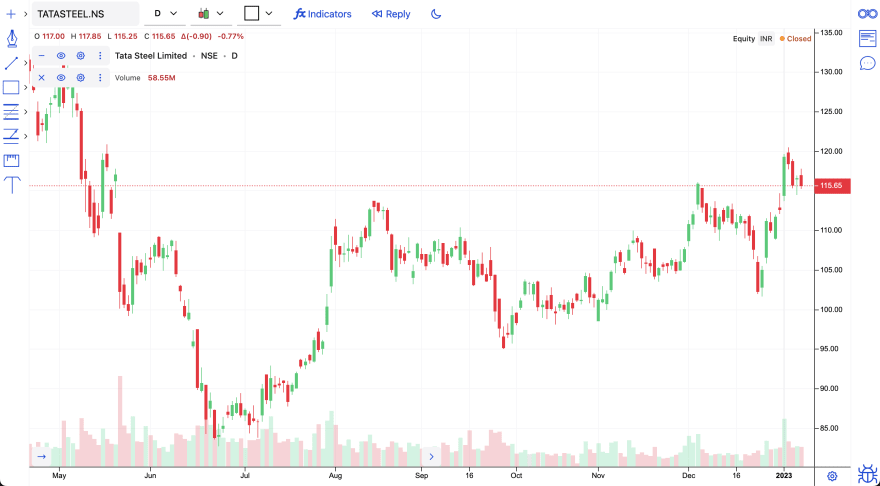 TATASTEEL.NS D Indicators Reply
O 117.00 H 117.85 L 115.25 C 115.65 Δ(-0.90) -0.77%
Equity INR Closed
Tata Steel Limited · NSE · D
Volume 58.55M
135.00
130.00
125.00
120.00
115.65
110.00
105.00
100.00
95.00
90.00
85.00
May Jun Jul Aug Sep 16 Oct Nov Dec 16 2023